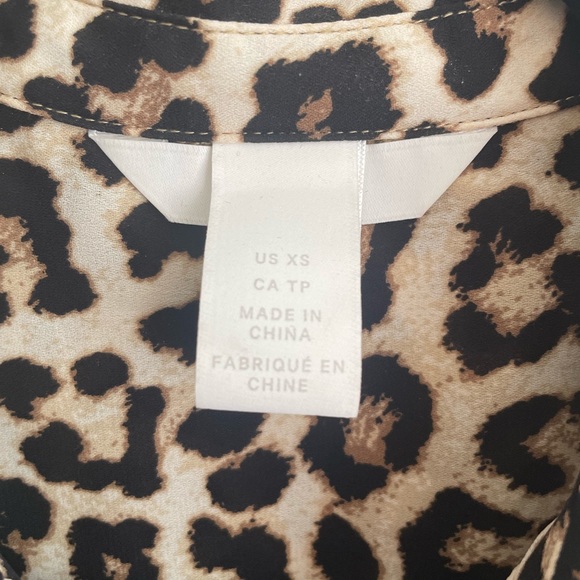 US XS
CA TP
MADE IN
CHINA
FABRIQUÉ EN
CHINE